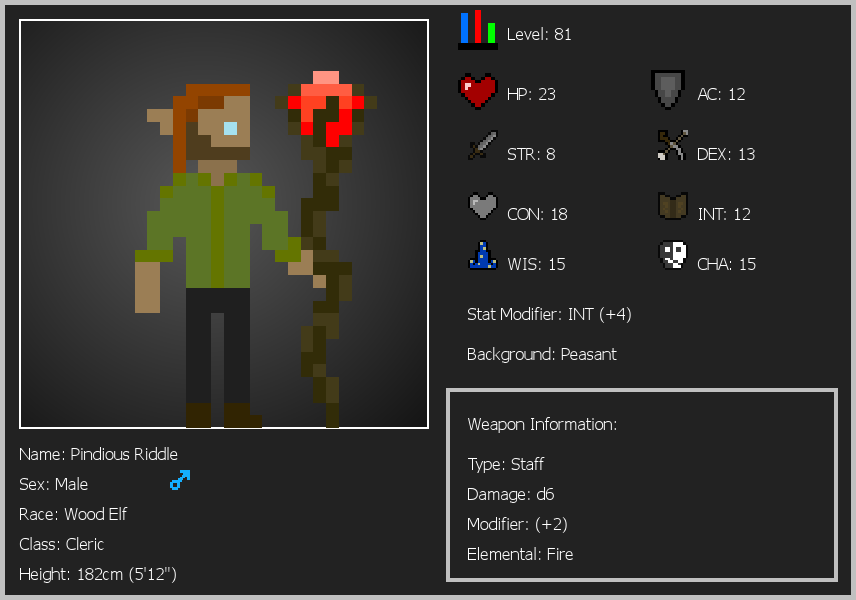 Level: 81
HP: 23
AC: 12
STR: 8
DEX: 13
CON: 18
INT: 12
WIS: 15
CHA: 15
Stat Modifier: INT (+4)
Background: Peasant
Weapon Information:
Type: Staff
Damage: d6
Modifier: (+2)
Elemental: Fire
Name: Pindious Riddle
Sex: Male
Race: Wood Elf
Class: Cleric
Height: 182cm (5'12")